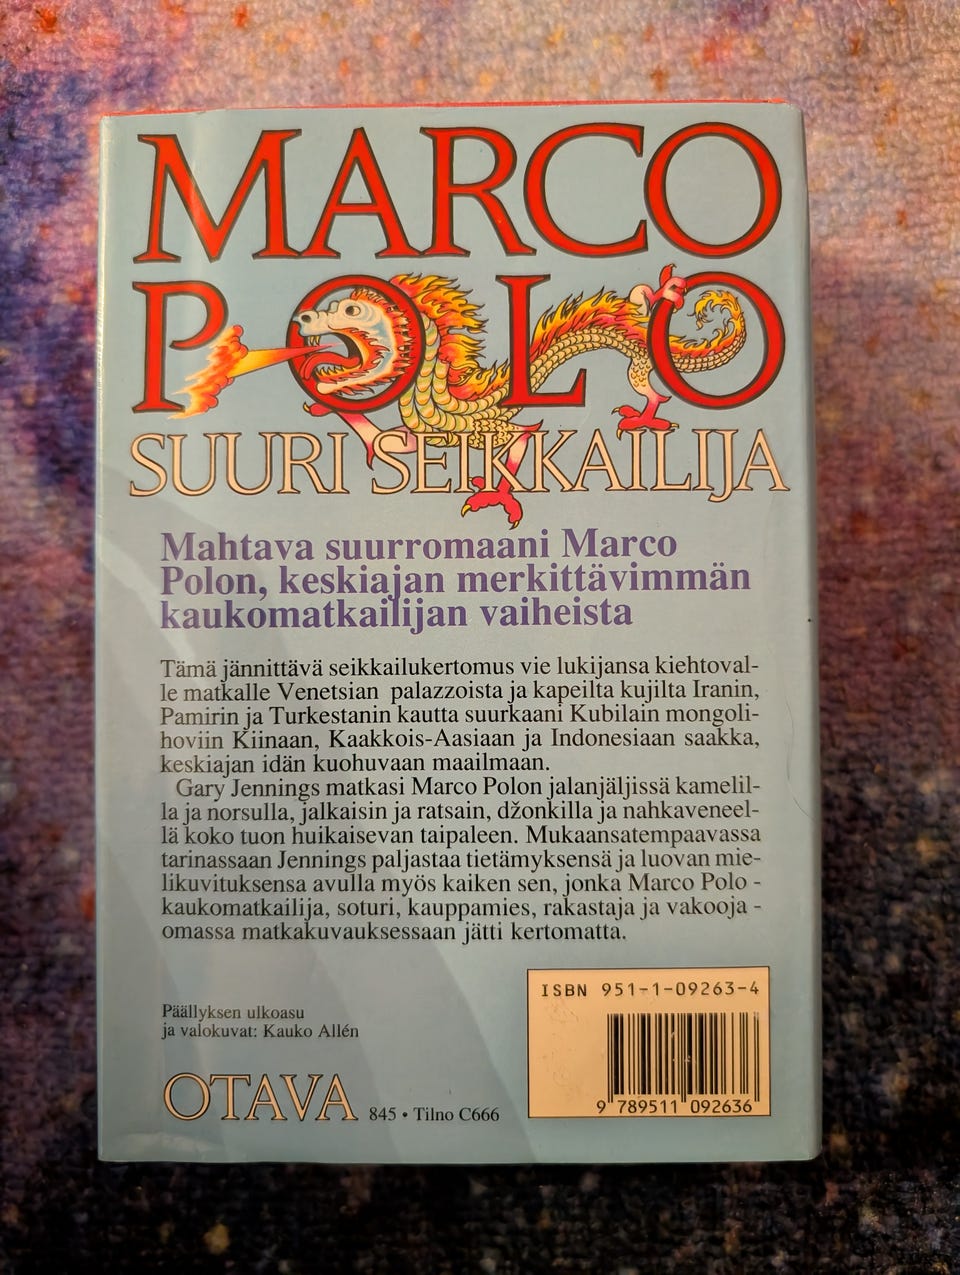 MARCO
POLO
SUURI SEIKKAILIJA
Mahtava suurromaani Marco
Polon, keskiajan merkittävimmän
kaukomatkailijan vaiheista
Tämä jännittävä seikkailukertomus vie lukijansa kiehtoval-
le matkalle Venetsian palazzoista ja kapeilta kujilta Iranin,
Pamirin ja Turkestanin kautta suurkaani Kubilain mongoli-
hoviin Kiinaan, Kaakkois-Aasiaan ja Indonesiaan saakka,
keskiajan idän kuohuvaan maailmaan.
Gary Jennings matkasi Marco Polon jalanjäljissä kamelil-
la ja norsulla, jalkaisin ja ratsain, džonkilla ja nahkaveneel-
lä koko tuon huikaisevan taipaleen. Mukaansatempaavassa
tarinassaan Jennings paljastaa tietämyksensä ja luovan mie-
likuvituksensa avulla myös kaiken sen, jonka Marco Polo -
kaukomatkailija, soturi, kauppamies, rakastaja ja vakooja -
omassa matkakuvauksessaan jätti kertomatta.
Päällyksen ulkoasu
ja valokuvat: Kauko Allén
OTAVA 845 • Tilno C666
ISBN 951-1-09263-4
9 789511 092636